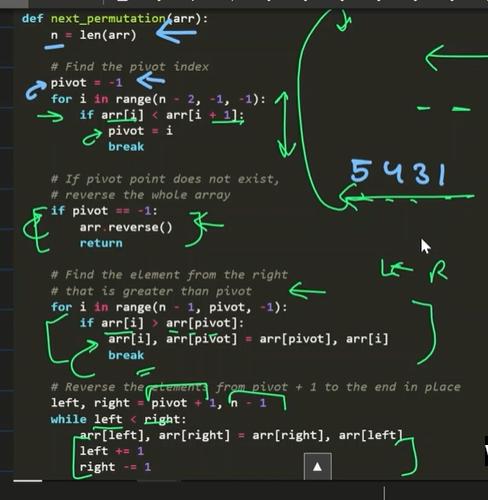 def next_permutation(arr):
n = len(arr)
# Find the pivot index
pivot = -1
for i in range(n - 2, -1, -1):
if arr[i] < arr[i + 1]:
pivot = i
break
5 4 3 1
# If pivot point does not exist,
# reverse the whole array
if pivot == -1:
arr.reverse()
return
# Find the element from the right
# that is greater than pivot
for i in range(n - 1, pivot, -1):
if arr[i] > arr[pivot]:
arr[i], arr[pivot] = arr[pivot], arr[i]
break
# Reverse the elements from pivot + 1 to the end in place
left, right = pivot + 1, n - 1
while left < right:
arr[left], arr[right] = arr[right], arr[left]
left += 1
right -= 1